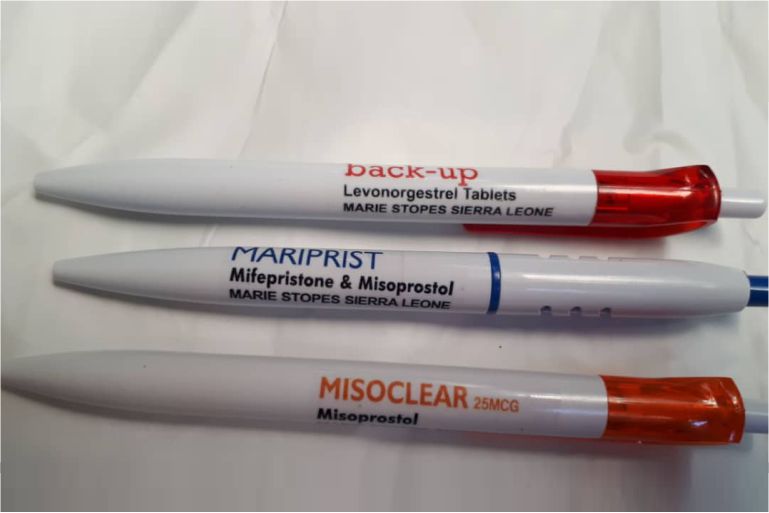 back-up
Levonorgestrel Tablets
MARIE STOPES SIERRA LEONE
MARIPRIST
Mifepristone & Misoprostol
MARIE STOPES SIERRA LEONE
MISOCLEAR 25MCG
Misoprostol